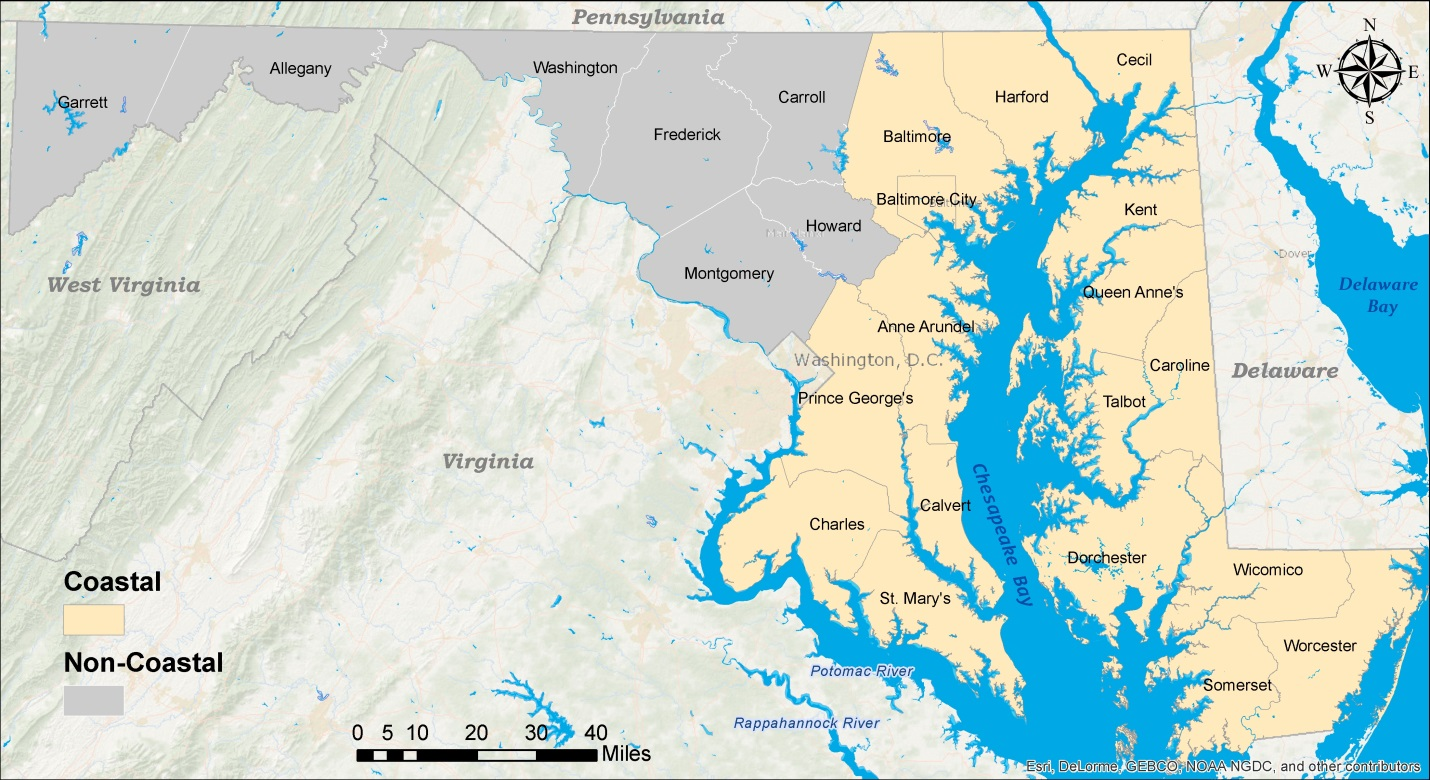 Pennsylvania
N
W E
S
Cecil
Allegany
Washington
Garrett
Carroll
Harford
Frederick
Baltimore
Baltimore City
Kent
Howard
Montgomery
Dover
West Virginia
Delaware
Bay
Queen Anne's
Anne Arundel
Washington, D.C.
Caroline
Delaware
Prince George's
Talbot
Virginia
Chesapeake Bay
Calvert
Charles
Dorchester
Wicomico
Coastal
St. Mary's
Worcester
Non-Coastal
Potomac River
Somerset
Rappahannock River
0 5 10 20 30 40
Miles
Esri, DeLorme, GEBCO, NOAA NGDC, and other contributors